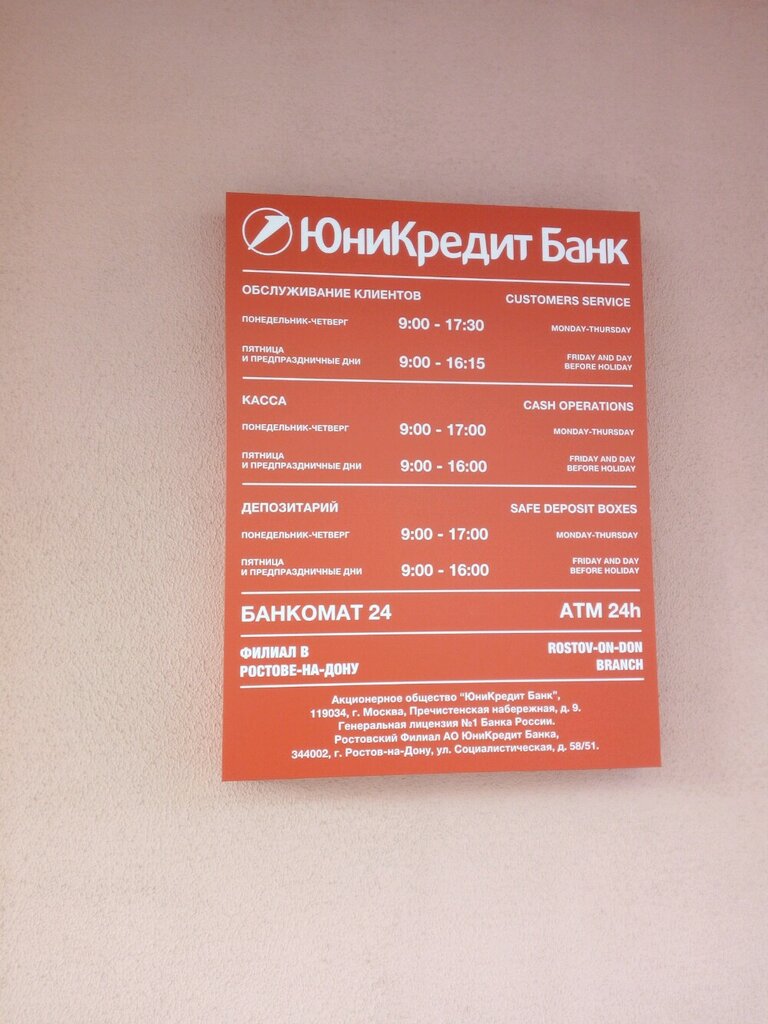 ЮниКредит Банк
ОБСЛУЖИВАНИЕ КЛИЕНТОВ CUSTOMERS SERVICE
ПОНЕДЕЛЬНИК-ЧЕТВЕРГ 9:00 - 17:30 MONDAY-THURSDAY
ПЯТНИЦА
И ПРЕДПРАЗДНИЧНЫЕ ДНИ 9:00 - 16:15 FRIDAY AND DAY
BEFORE HOLIDAY
КАССА CASH OPERATIONS
ПОНЕДЕЛЬНИК-ЧЕТВЕРГ 9:00 - 17:00 MONDAY-THURSDAY
ПЯТНИЦА
И ПРЕДПРАЗДНИЧНЫЕ ДНИ 9:00 - 16:00 FRIDAY AND DAY
BEFORE HOLIDAY
ДЕПОЗИТАРИЙ SAFE DEPOSIT BOXES
ПОНЕДЕЛЬНИК-ЧЕТВЕРГ 9:00 - 17:00 MONDAY-THURSDAY
ПЯТНИЦА
И ПРЕДПРАЗДНИЧНЫЕ ДНИ 9:00 - 16:00 FRIDAY AND DAY
BEFORE HOLIDAY
БАНКОМАТ 24 ATM 24h
ФИЛИАЛ В
РОСТОВЕ-НА-ДОНУ
ROSTOV-ON-DON
BRANCH
Акционерное общество "ЮниКредит Банк",
119034, г. Москва, Пречистенская набережная, д. 9.
Генеральная лицензия №1 Банка России.
Ростовский Филиал АО ЮниКредит Банка,
344002, г. Ростов-на-Дону, ул. Социалистическая, д. 58/51.